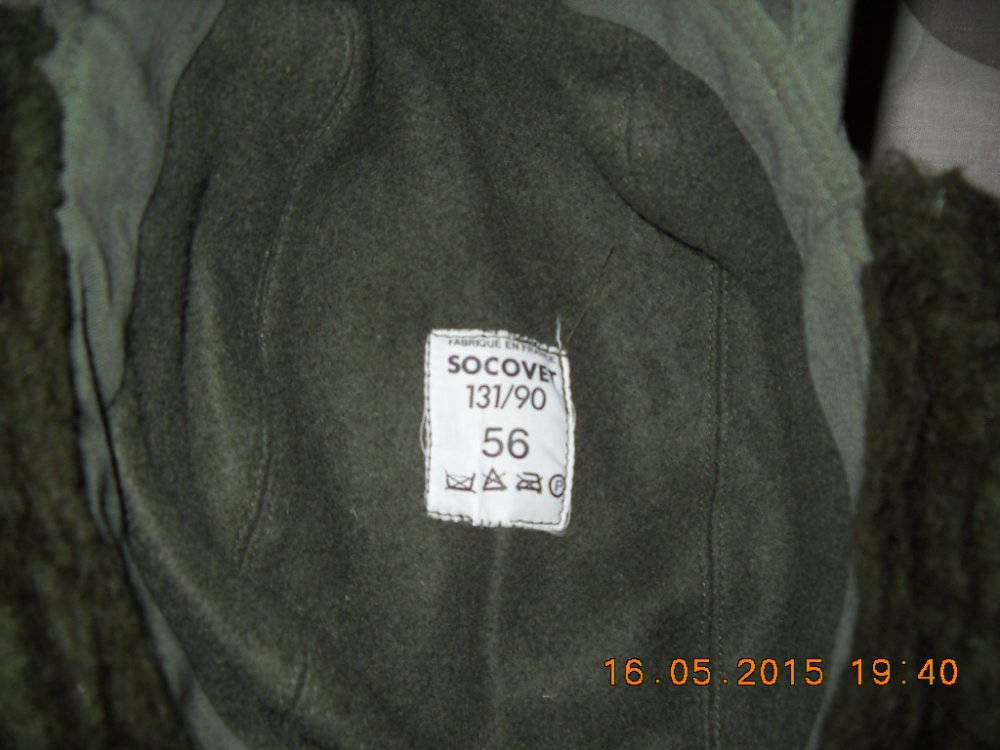 FABRIQUE EN FRANCE
SOCOVET
131/90
56
P
16.05.2015 19:40